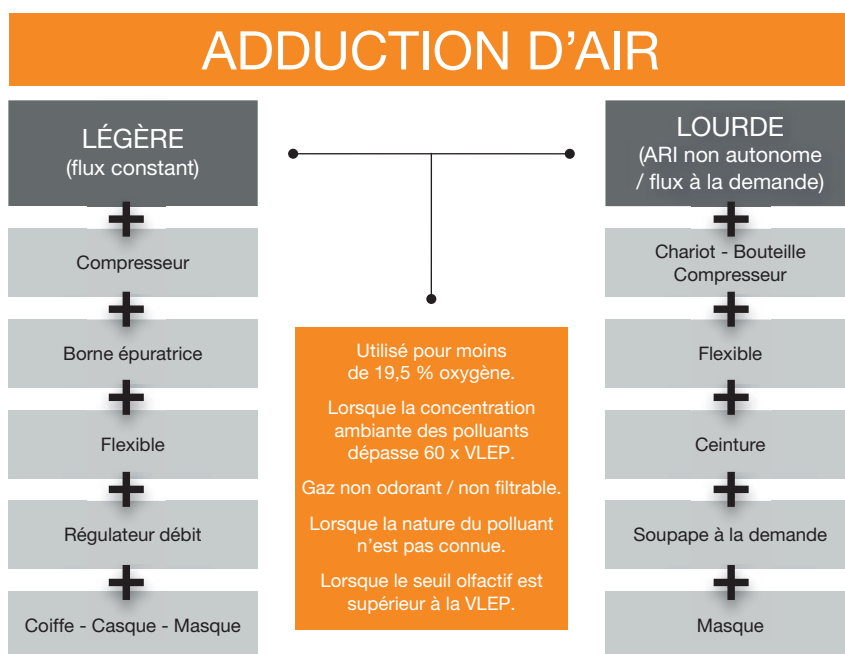 ADDUCTION D'AIR
LÉGÈRE
(flux constant)
+
Compresseur
+
Borne épuratrice
+
Flexible
+
Régulateur débit
+
Coiffe - Casque - Masque
Utilisé pour moins
de 19,5 % oxygène.
Lorsque la concentration
ambiante des polluants
dépasse 60 x VLEP.
Gaz non odorant / non filtrable.
Lorsque la nature du polluant
n'est pas connue.
Lorsque le seuil olfactif est
supérieur à la VLEP.
LOURDE
(ARI non autonome
/ flux à la demande)
+
Chariot - Bouteille
Compresseur
+
Flexible
+
Ceinture
+
Soupape à la demande
+
Masque